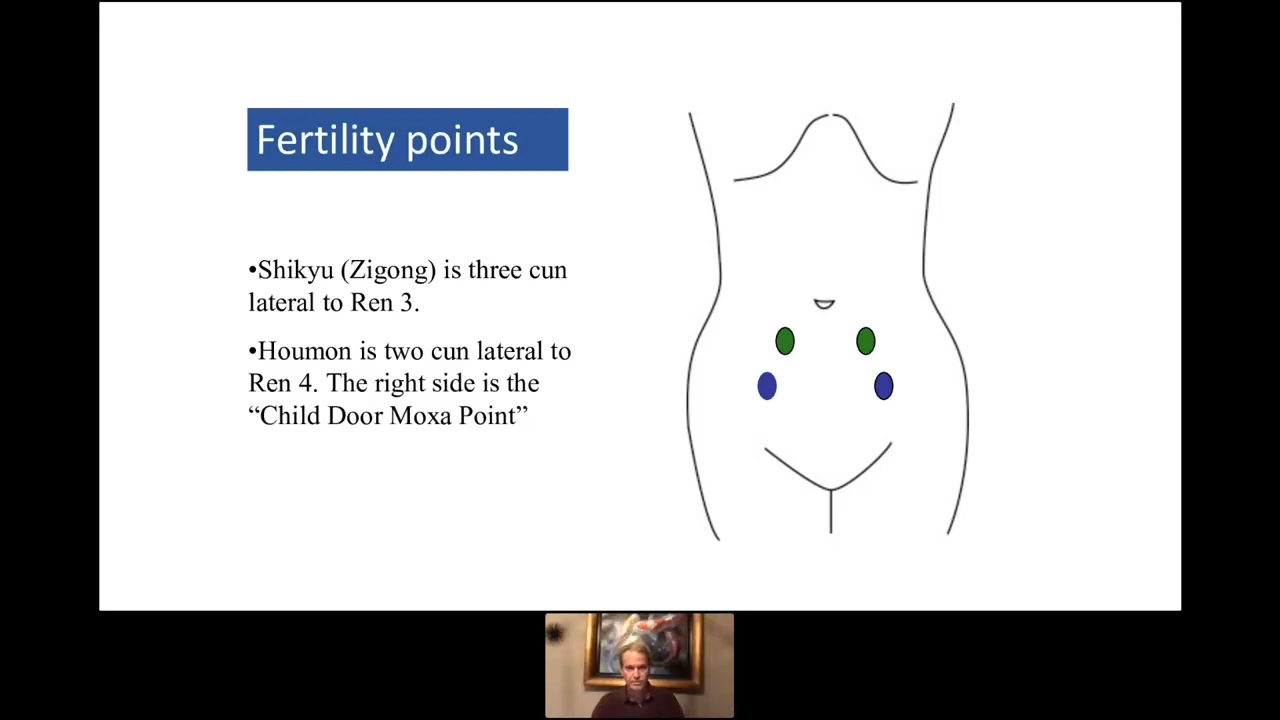 Fertility points
•Shikyu (Zigong) is three cun
lateral to Ren 3.
•Houmon is two cun lateral to
Ren 4. The right side is the
“Child Door Moxa Point”